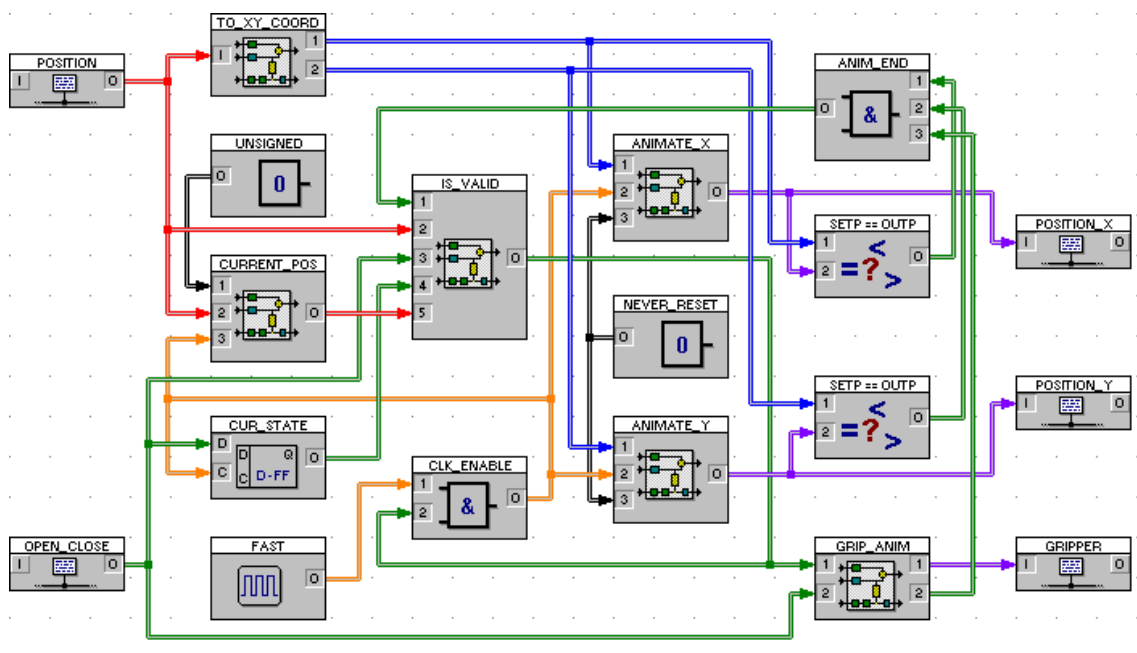 TO_XY_COORD
I
1
2
POSITION
I
O
ANIM_END
O
&
1
2
3
UNSIGNED
O
0
ANIMATE_X
1
2
3
O
IS_VALID
1
2
3
4
5
O
SETP == OUTP
1
2
=?
<
>
O
POSITION_X
I
O
CURRENT_POS
1
2
3
O
NEVER_RESET
O
0
SETP == OUTP
1
2
=?
<
>
O
POSITION_Y
I
O
CUR_STATE
D
C
D
Q
C
D-FF
O
ANIMATE_Y
1
2
3
O
CLK_ENABLE
1
2
&
O
OPEN_CLOSE
I
O
FAST
O
GRIP_ANIM
1
2
1
2
GRIPPER
I
O